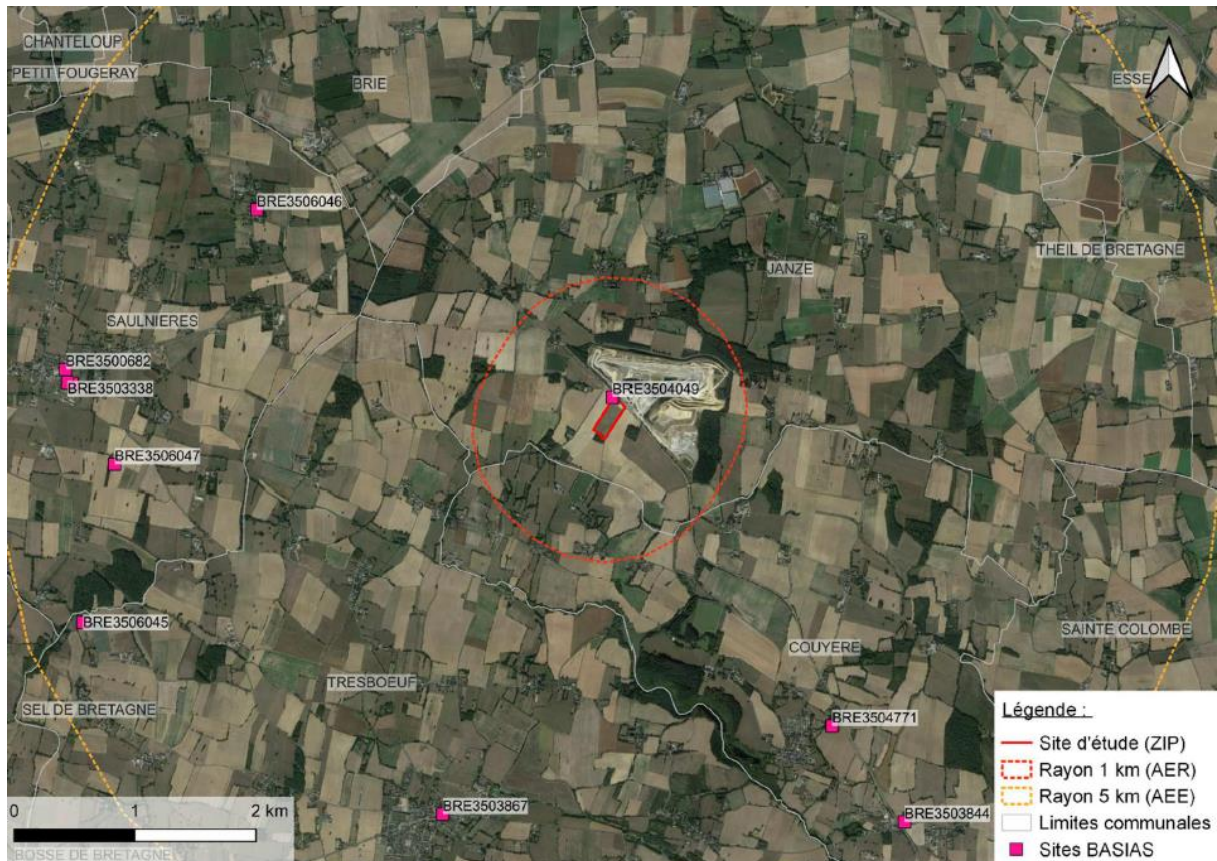 CHANTELOUP
PETIT FOUGERAY
BRIE
ESSE
BRE3506046
THEIL DE BRETAGNE
JANZE
SAULNIERES
BRE3500682
BRE3503338
BRE3504049
BRE3506047
BRE3506045
SAINTE COLOMBE
COUYERE
TRESBOEUF
SEL DE BRETAGNE
BRE3504771
BRE3503867
BRE3503844
Légende :
Site d'étude (ZIP)
Rayon 1 km (AER)
Rayon 5 km (AEE)
Limites communales
Sites BASIAS
0 1 2 km
BOSSE DE BRETAGNE